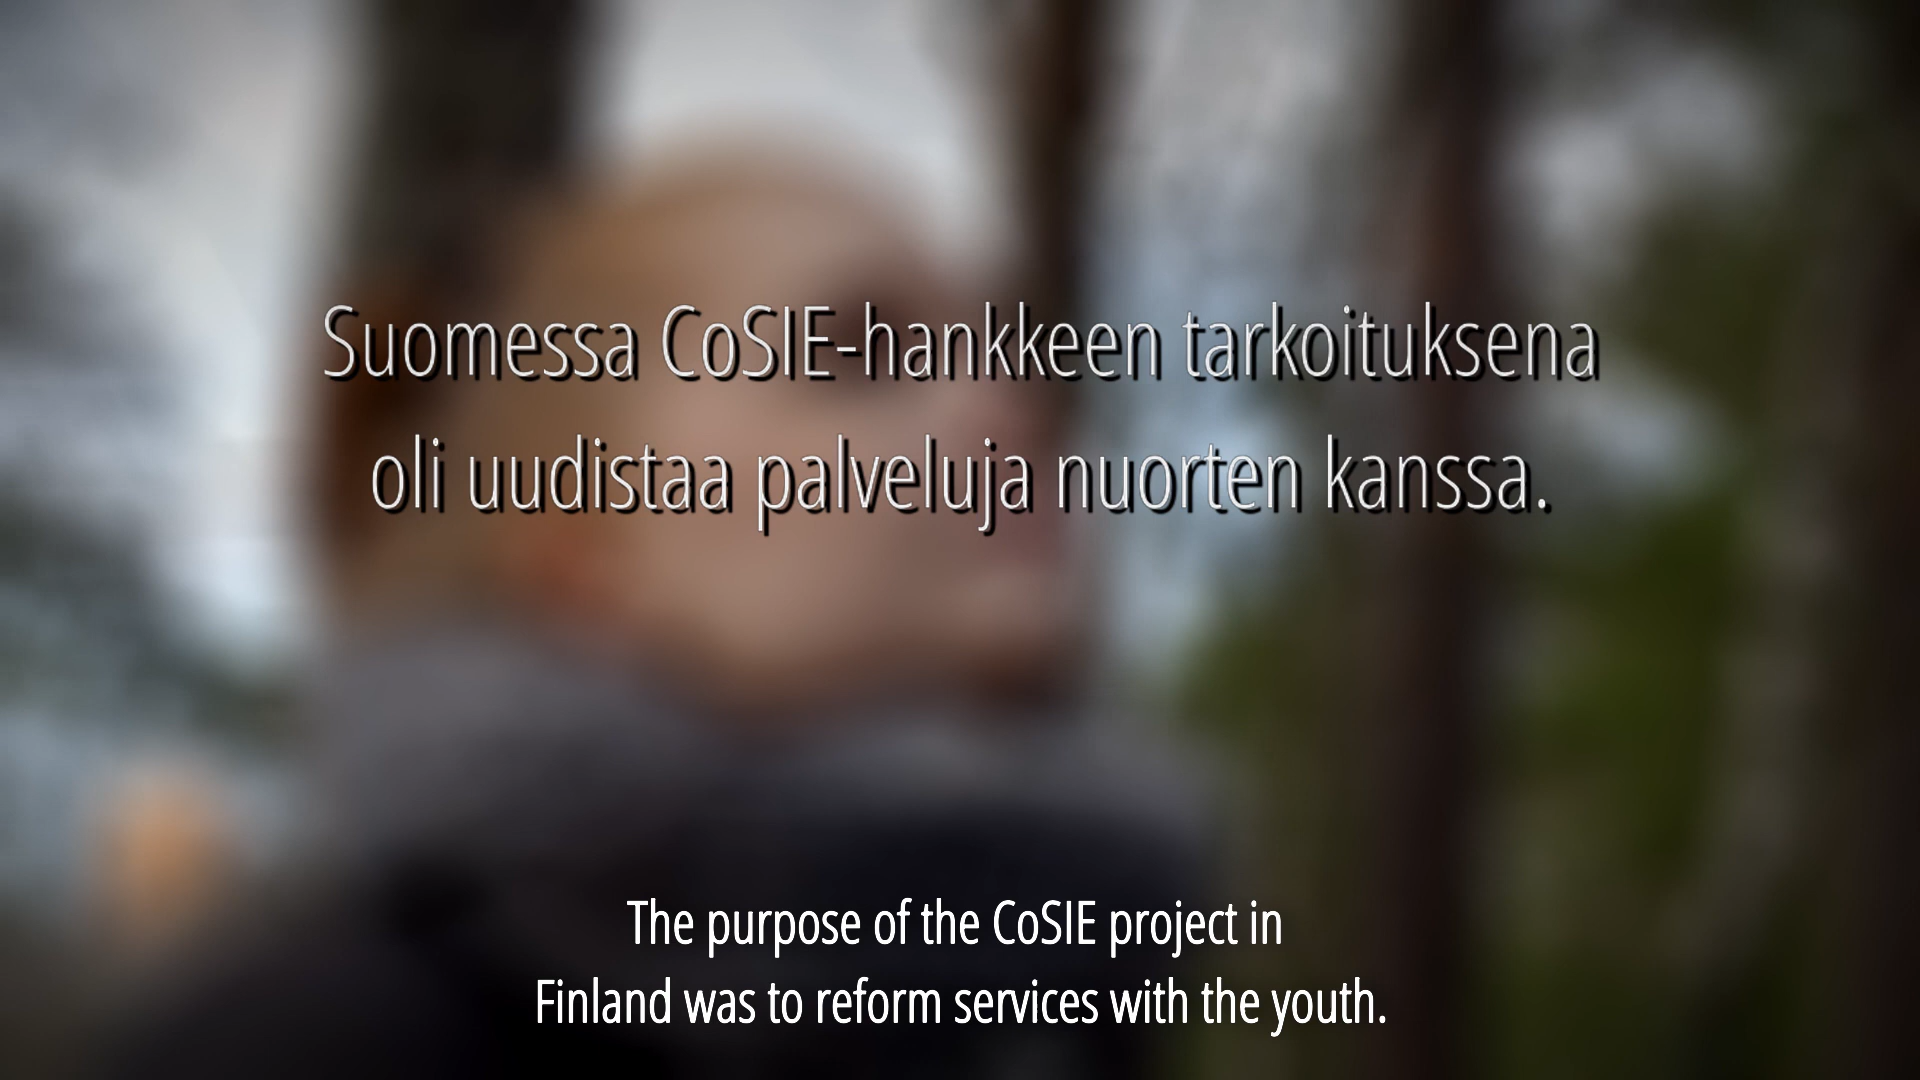 Suomessa CoSIE-hankkeen tarkoituksena
oli uudistaa palveluja nuorten kanssa.
The purpose of the CoSIE project in
Finland was to reform services with the youth.